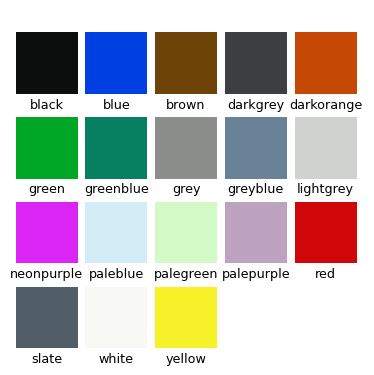 black blue brown darkgrey darkorange
green greenblue grey greyblue lightgrey
neonpurple paleblue palegreen palepurple red
slate white yellow